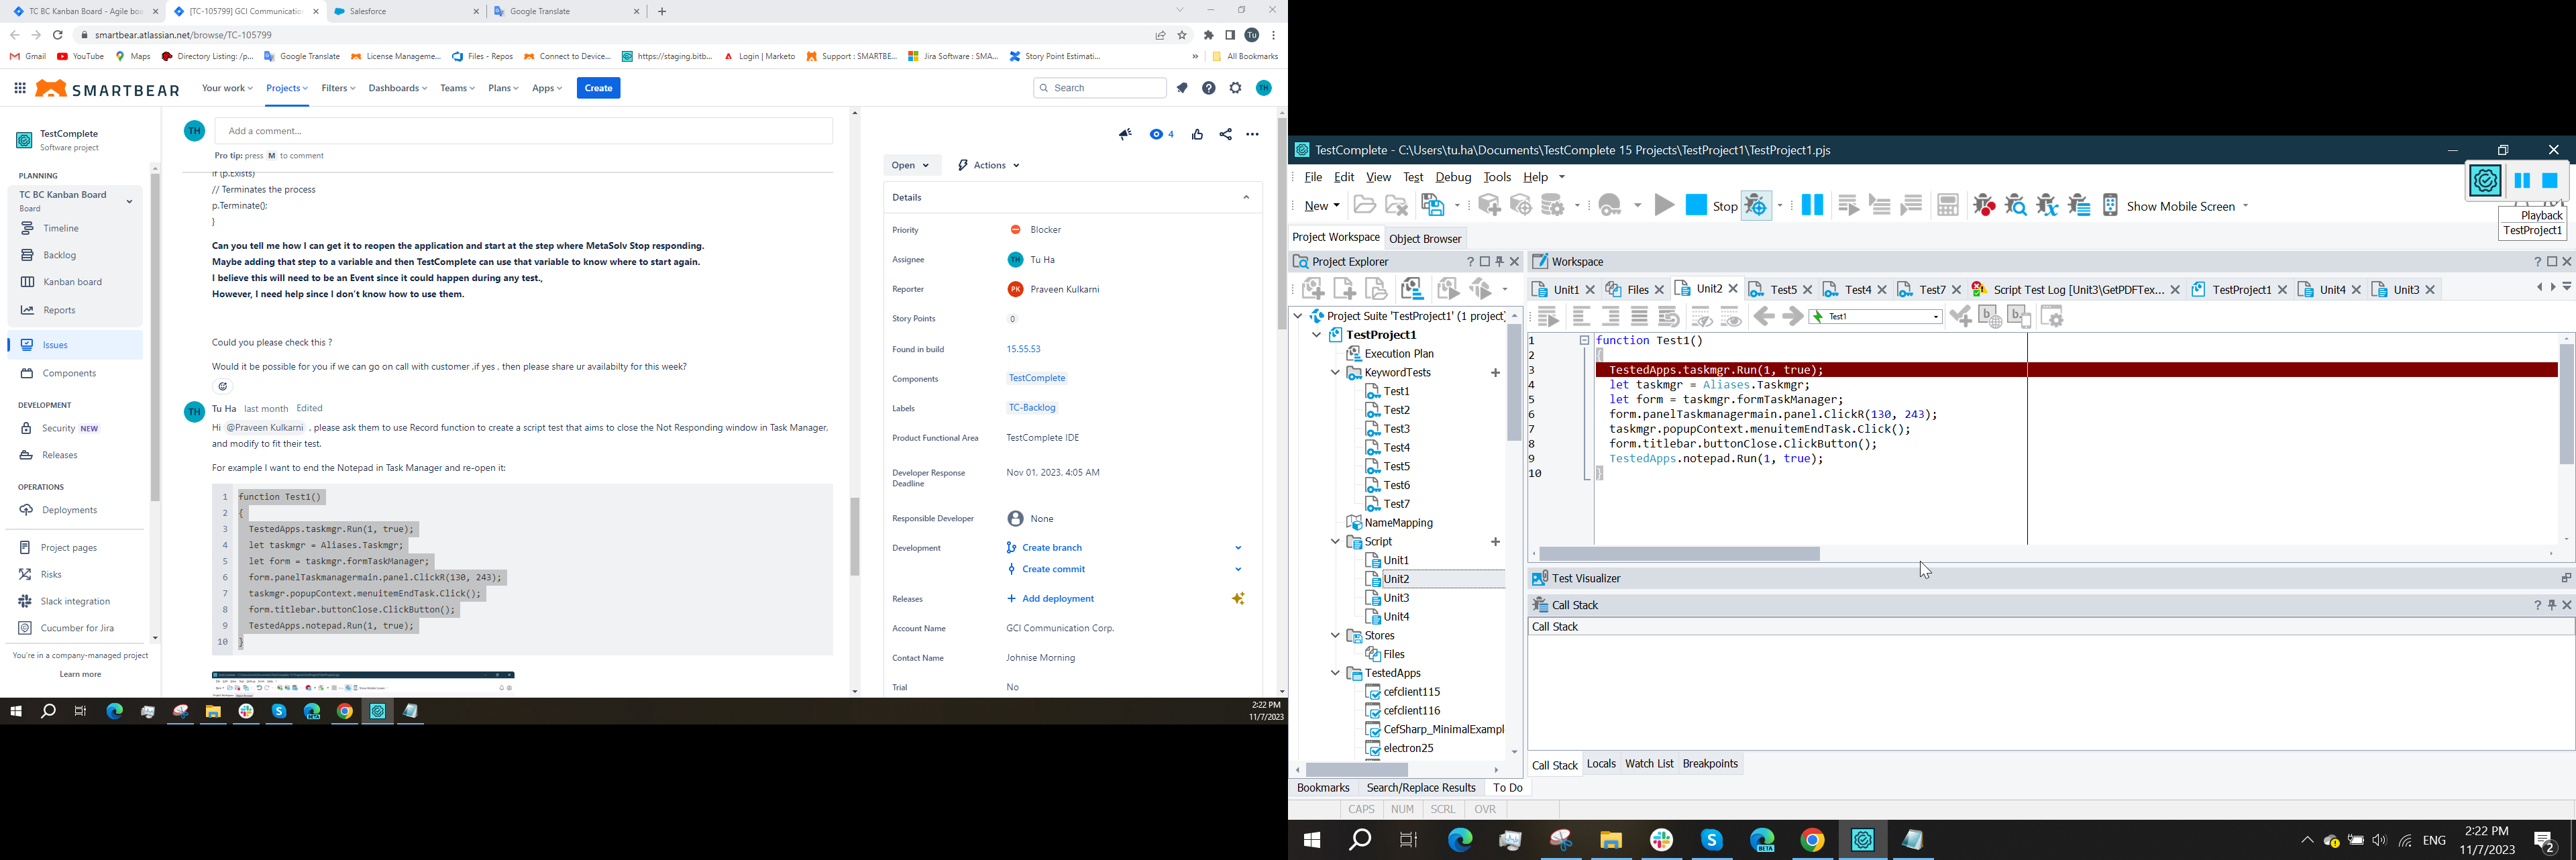 TC BC Kanban Board - Agile boa
[TC-105799] GCI Communication
Salesforce
Google Translate
smartbear.atlassian.net/browse/TC-105799
Tu
Gmail
YouTube
Maps
Directory Listing: /p...
Google Translate
License Manageme...
Files - Repos
Connect to Device...
https://staging.bitb...
Login | Marketo
Support : SMARTBE...
Jira Software : SMA...
Story Point Estimati...
»
All Bookmarks
SMARTBEAR
Your work
Projects
Filters
Dashboards
Teams
Plans
Apps
Create
Search
TH
TestComplete
Software project
PLANNING
TC BC Kanban Board
Board
Timeline
Backlog
Kanban board
Reports
Issues
Components
DEVELOPMENT
Security NEW
Releases
OPERATIONS
Deployments
Project pages
Risks
Slack integration
Cucumber for Jira
You're in a company-managed project
Learn more
TH
Add a comment...
Pro tip: press M to comment
if (p.Exists)
// Terminates the process
p.Terminate();
}
Can you tell me how I can get it to reopen the application and start at the step where MetaSolv Stop responding.
Maybe adding that step to a variable and then TestComplete can use that variable to know where to start again.
I believe this will need to be an Event since it could happen during any test.,
However, I need help since I don't know how to use them.
Could you please check this ?
Would it be possible for you if we can go on call with customer ,if yes , then please share ur availabilty for this week?
TH
Tu Ha last month Edited
Hi @Praveen Kulkarni , please ask them to use Record function to create a script test that aims to close the Not Responding window in Task Manager,
and modify to fit their test.
For example I want to end the Notepad in Task Manager and re-open it:
1 function Test1()
2 {
3 TestedApps.taskmgr.Run(1, true);
4 let taskmgr = Aliases.Taskmgr;
5 let form = taskmgr.formTaskManager;
6 form.panelTaskmanagermain.panel.ClickR(130, 243);
7 taskmgr.popupContext.menuitemEndTask.Click();
8 form.titlebar.buttonClose.ClickButton();
9 TestedApps.notepad.Run(1, true);
10 }
4
Open
Actions
Details
Priority
Blocker
Assignee
TH Tu Ha
Reporter
PK Praveen Kulkarni
Story Points
0
Found in build
15.55.53
Components
TestComplete
Labels
TC-Backlog
Product Functional Area
TestComplete IDE
Developer Response
Deadline
Nov 01, 2023, 4:05 AM
Responsible Developer
None
Development
Create branch
Create commit
Releases
Add deployment
Account Name
GCI Communication Corp.
Contact Name
Johnise Morning
Trial
No
2:22 PM
11/7/2023
TestComplete - C:\Users\tu.ha\Documents\TestComplete 15 Projects\TestProject1\TestProject1.pjs
File
Edit
View
Test
Debug
Tools
Help
New
Stop
Show Mobile Screen
Playback
TestProject1
Project Workspace
Object Browser
Project Explorer
Project Suite 'TestProject1' (1 project)
TestProject1
Execution Plan
KeywordTests
Test1
Test2
Test3
Test4
Test5
Test6
Test7
NameMapping
Script
Unit1
Unit2
Unit3
Unit4
Stores
Files
TestedApps
cefclient115
cefclient116
CefSharp_MinimalExampl
electron25
Bookmarks
Search/Replace Results
To Do
CAPS
NUM
SCRL
OVR
Workspace
Unit1
Files
Unit2
Test5
Test4
Test7
Script Test Log [Unit3\GetPDFTex...
TestProject1
Unit4
Unit3
Test1
1 function Test1()
2 {
3 TestedApps.taskmgr.Run(1, true);
4 let taskmgr = Aliases.Taskmgr;
5 let form = taskmgr.formTaskManager;
6 form.panelTaskmanagermain.panel.ClickR(130, 243);
7 taskmgr.popupContext.menuitemEndTask.Click();
8 form.titlebar.buttonClose.ClickButton();
9 TestedApps.notepad.Run(1, true);
10 }
Test Visualizer
Call Stack
Call Stack
Call Stack
Locals
Watch List
Breakpoints
BETA
ENG
2:22 PM
11/7/2023
2